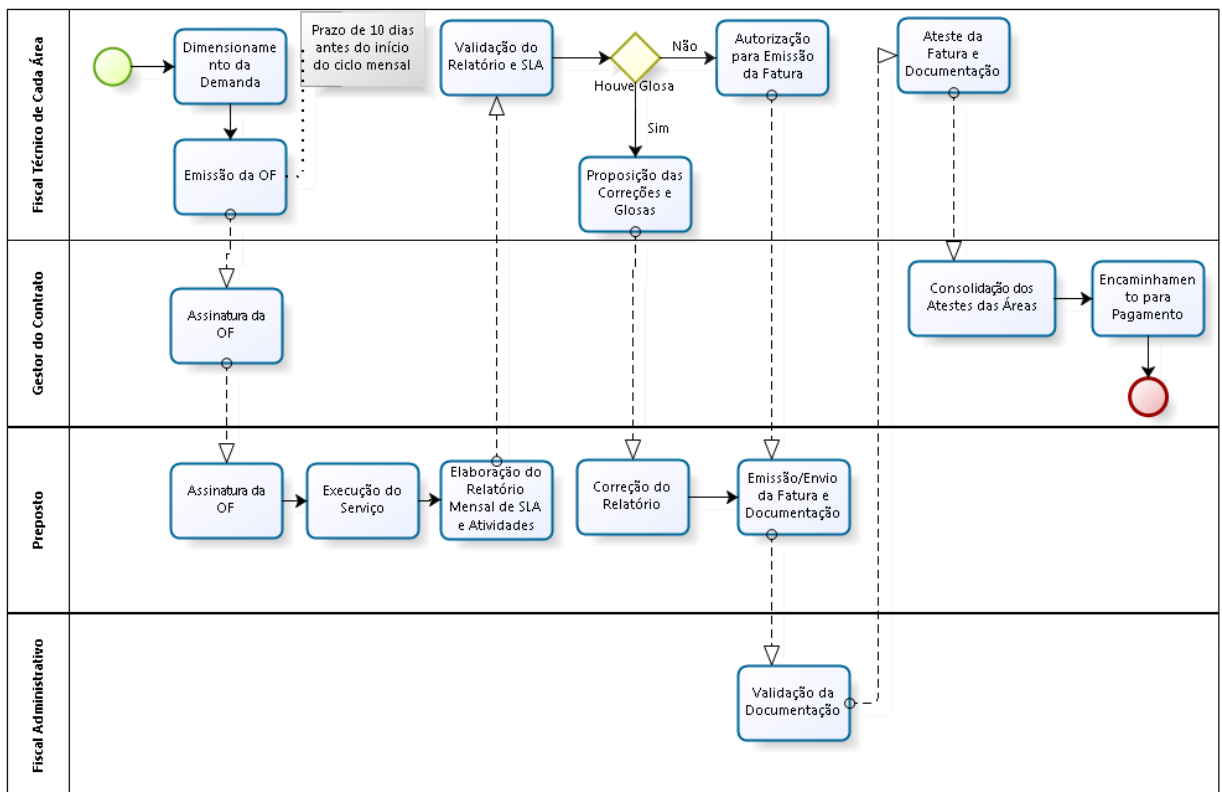 Fiscal Técnico de Cada Área
Dimensioname
nto da
Demanda
Prazo de 10 dias
antes do início
do ciclo mensal
Emissão da OF
Validação do
Relatório e SLA
Houve Glosa
Não
Sim
Autorização
para Emissão
da Fatura
Proposição das
Correções e
Glosas
Ateste da
Fatura e
Documentação
Gestor do Contrato
Assinatura da
OF
Consolidação dos
Atestes das Áreas
Encaminhamen
to para
Pagamento
Preposto
Assinatura da
OF
Execução do
Serviço
Elaboração do
Relatório
Mensal de SLA
e Atividades
Correção do
Relatório
Emissão/Envio
da Fatura e
Documentação
Fiscal Administrativo
Validação da
Documentação